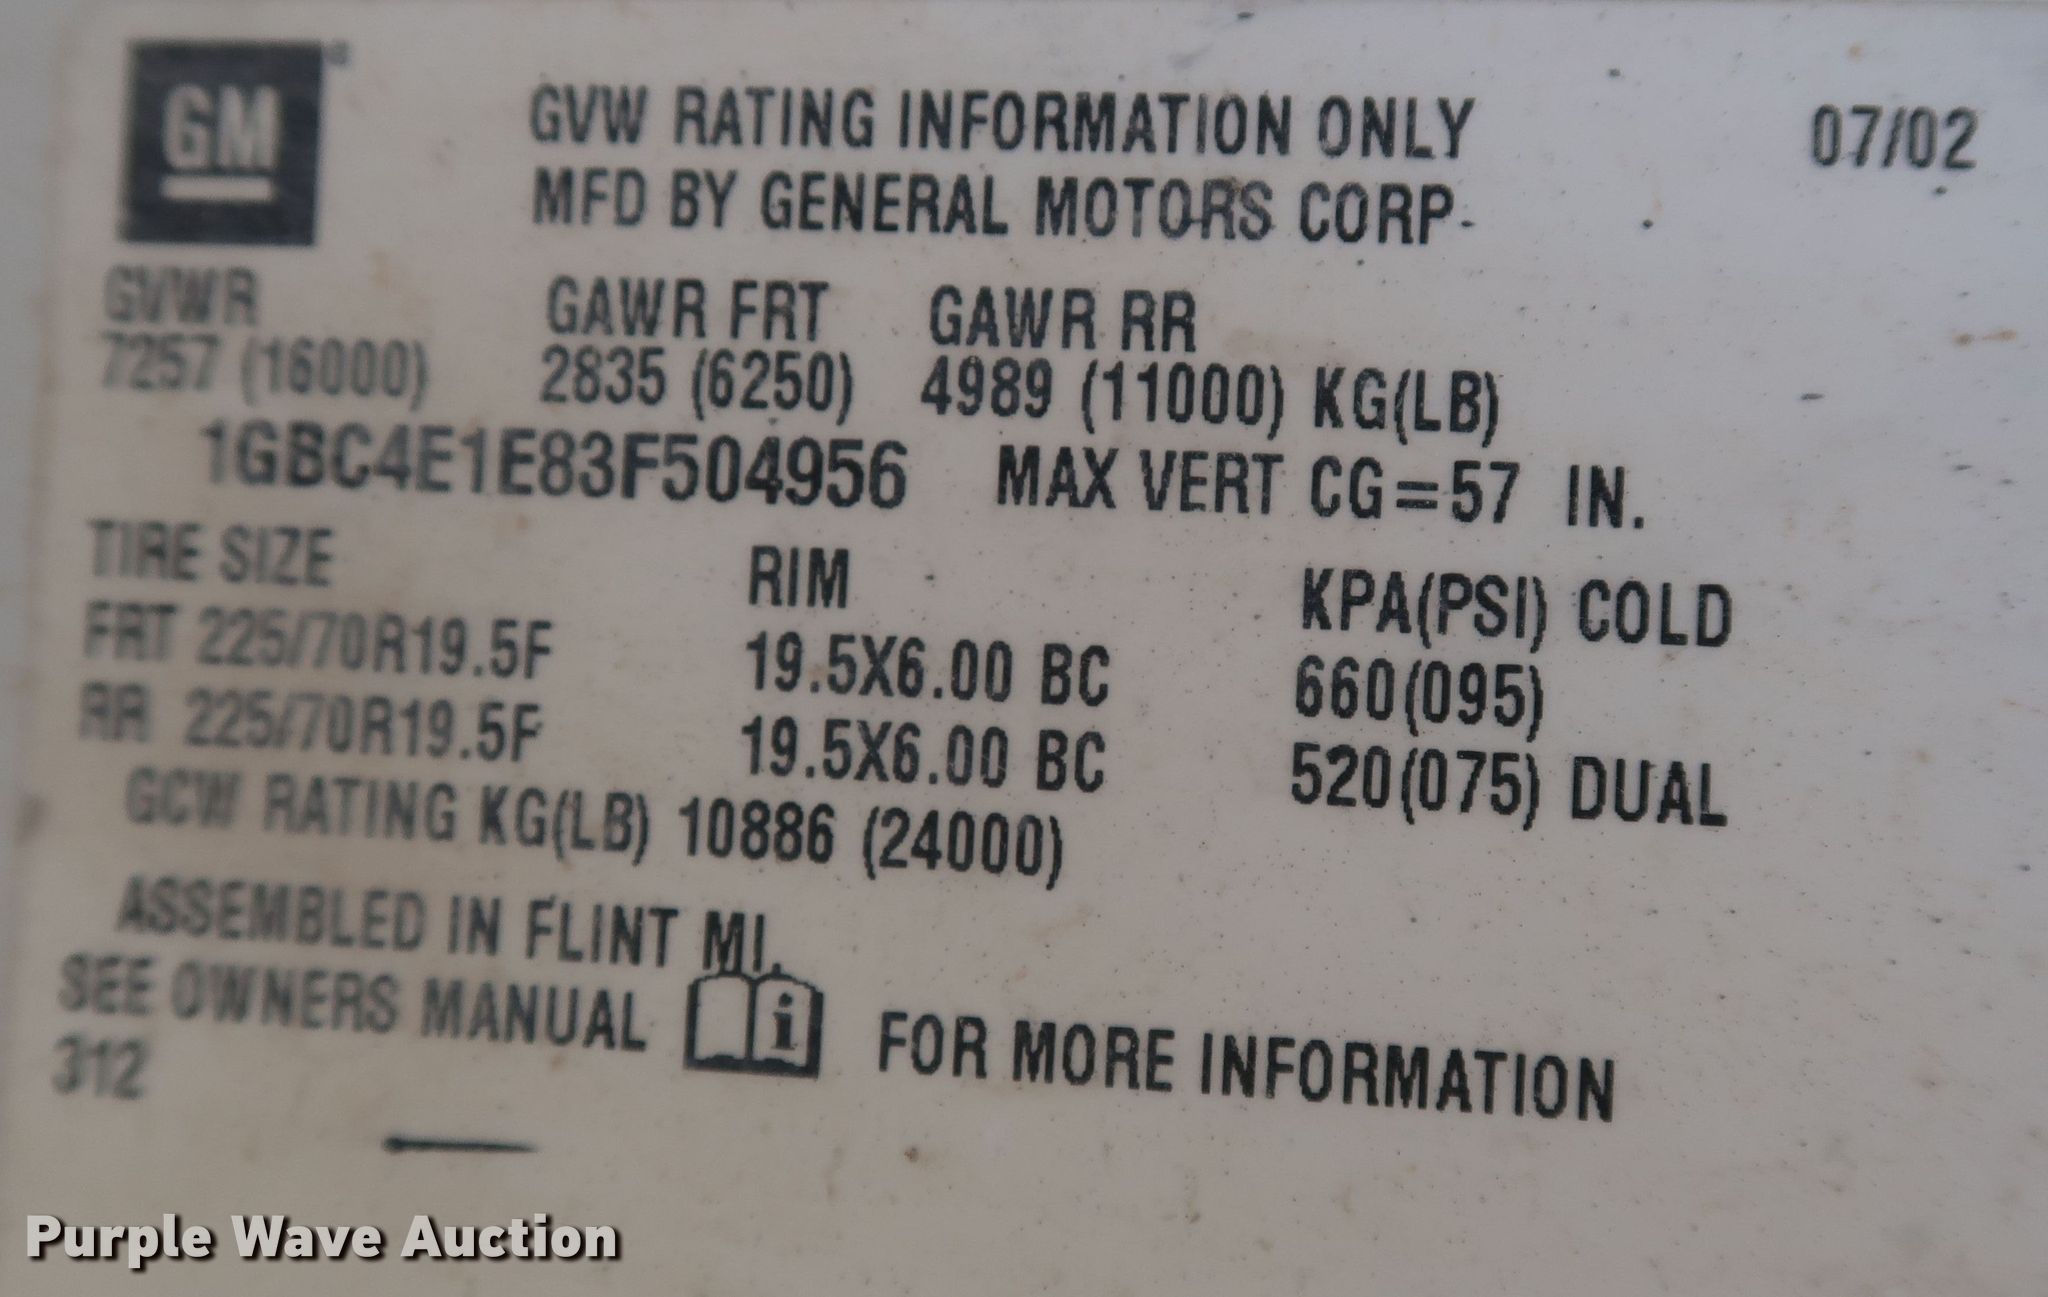 GM
GVW RATING INFORMATION ONLY 07/02
MFD BY GENERAL MOTORS CORP.
GVWR GAWR FRT GAWR RR
7257 (16000) 2835 (6250) 4989 (11000) KG(LB)
1GBC4E1E83F504956 MAX VERT CG=57 IN.
TIRE SIZE RIM KPA(PSI) COLD
FRT 225/70R19.5F 19.5X6.00 BC 660(095)
RR 225/70R19.5F 19.5X6.00 BC 520(075) DUAL
GCW RATING KG(LB) 10886 (24000)
ASSEMBLED IN FLINT MI.
SEE OWNERS MANUAL i FOR MORE INFORMATION
312
Purple Wave Auction